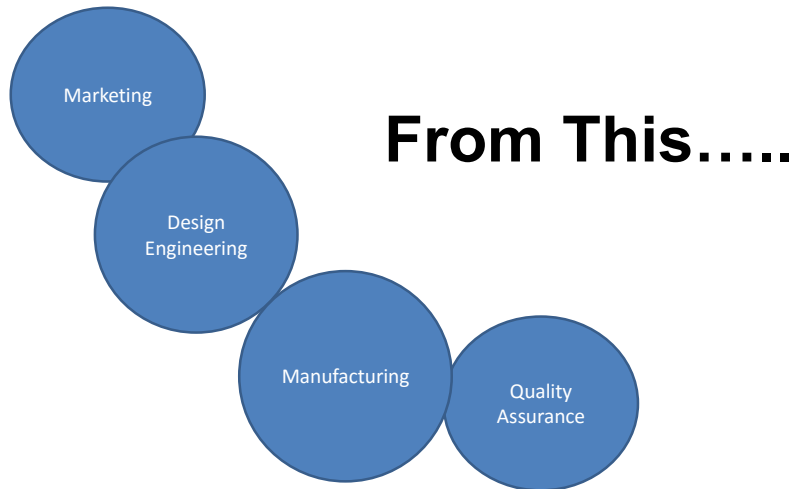 Marketing
From This…..
Design
Engineering
Manufacturing
Quality
Assurance